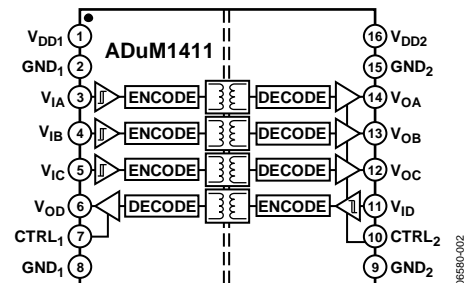 ADuM1411
VDD1 1
GND1 2
VIA 3 ENCODE DECODE 14 VOA
VIB 4 ENCODE DECODE 13 VOB
VIC 5 ENCODE DECODE 12 VOC
VOD 6 DECODE ENCODE 11 VID
CTRL1 7
GND1 8
16 VDD2
15 GND2
10 CTRL2
9 GND2
06580-002